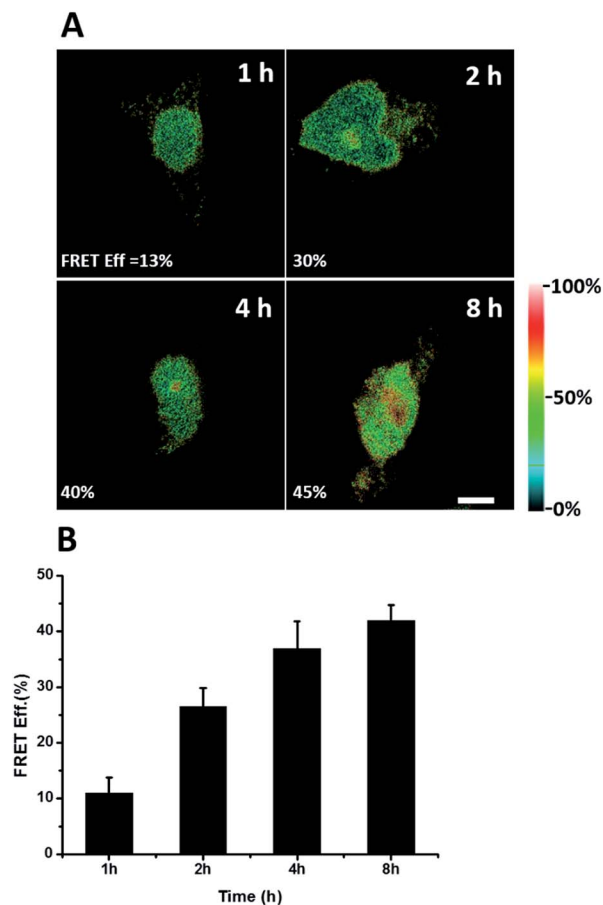 A
1 h
2 h
FRET Eff =13%
30%
4 h
8 h
40%
45%
100%
50%
0%
B
50
40
30
20
10
0
FRET Eff.(%)
1h
2h
4h
8h
Time (h)